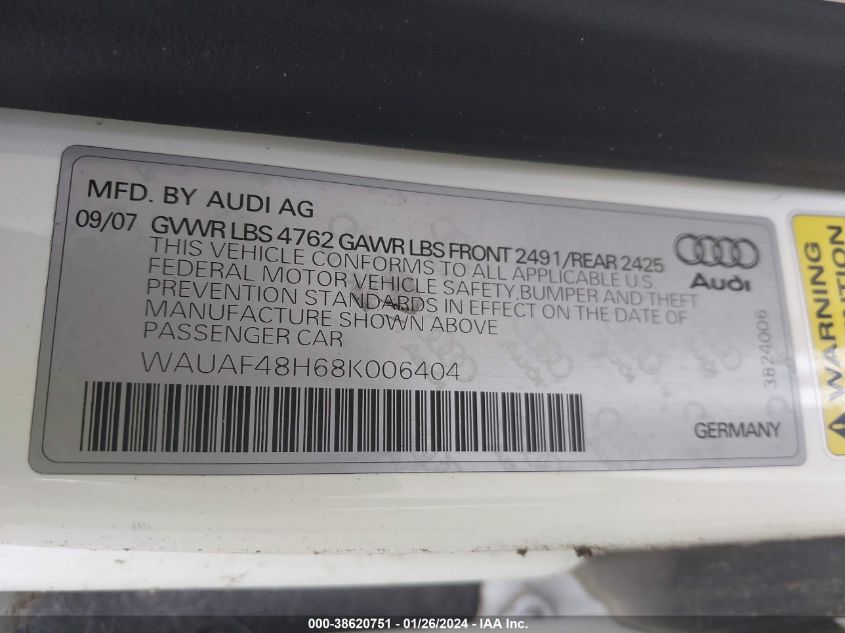 MFD. BY AUDI AG
09/07 GVWR LBS 4762 GAWR LBS FRONT 2491/REAR 2425
THIS VEHICLE CONFORMS TO ALL APPLICABLE U.S.
FEDERAL MOTOR VEHICLE SAFETY,BUMPER AND THEFT
PREVENTION STANDARDS IN EFFECT ON THE DATE OF
MANUFACTURE SHOWN ABOVE
PASSENGER CAR
WAUAF48H68K006404
Audi
3824006
GERMANY
WARNING
000-38620751 | 01/26/2024 | IAA Inc.